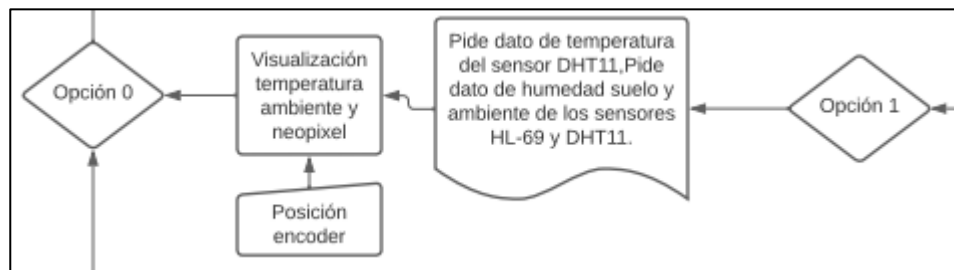 Opción 0
Visualización
temperatura
ambiente y
neopixel
Pide dato de temperatura
del sensor DHT11,Pide
dato de humedad suelo y
ambiente de los sensores
HL-69 y DHT11.
Opción 1
Posición
encoder